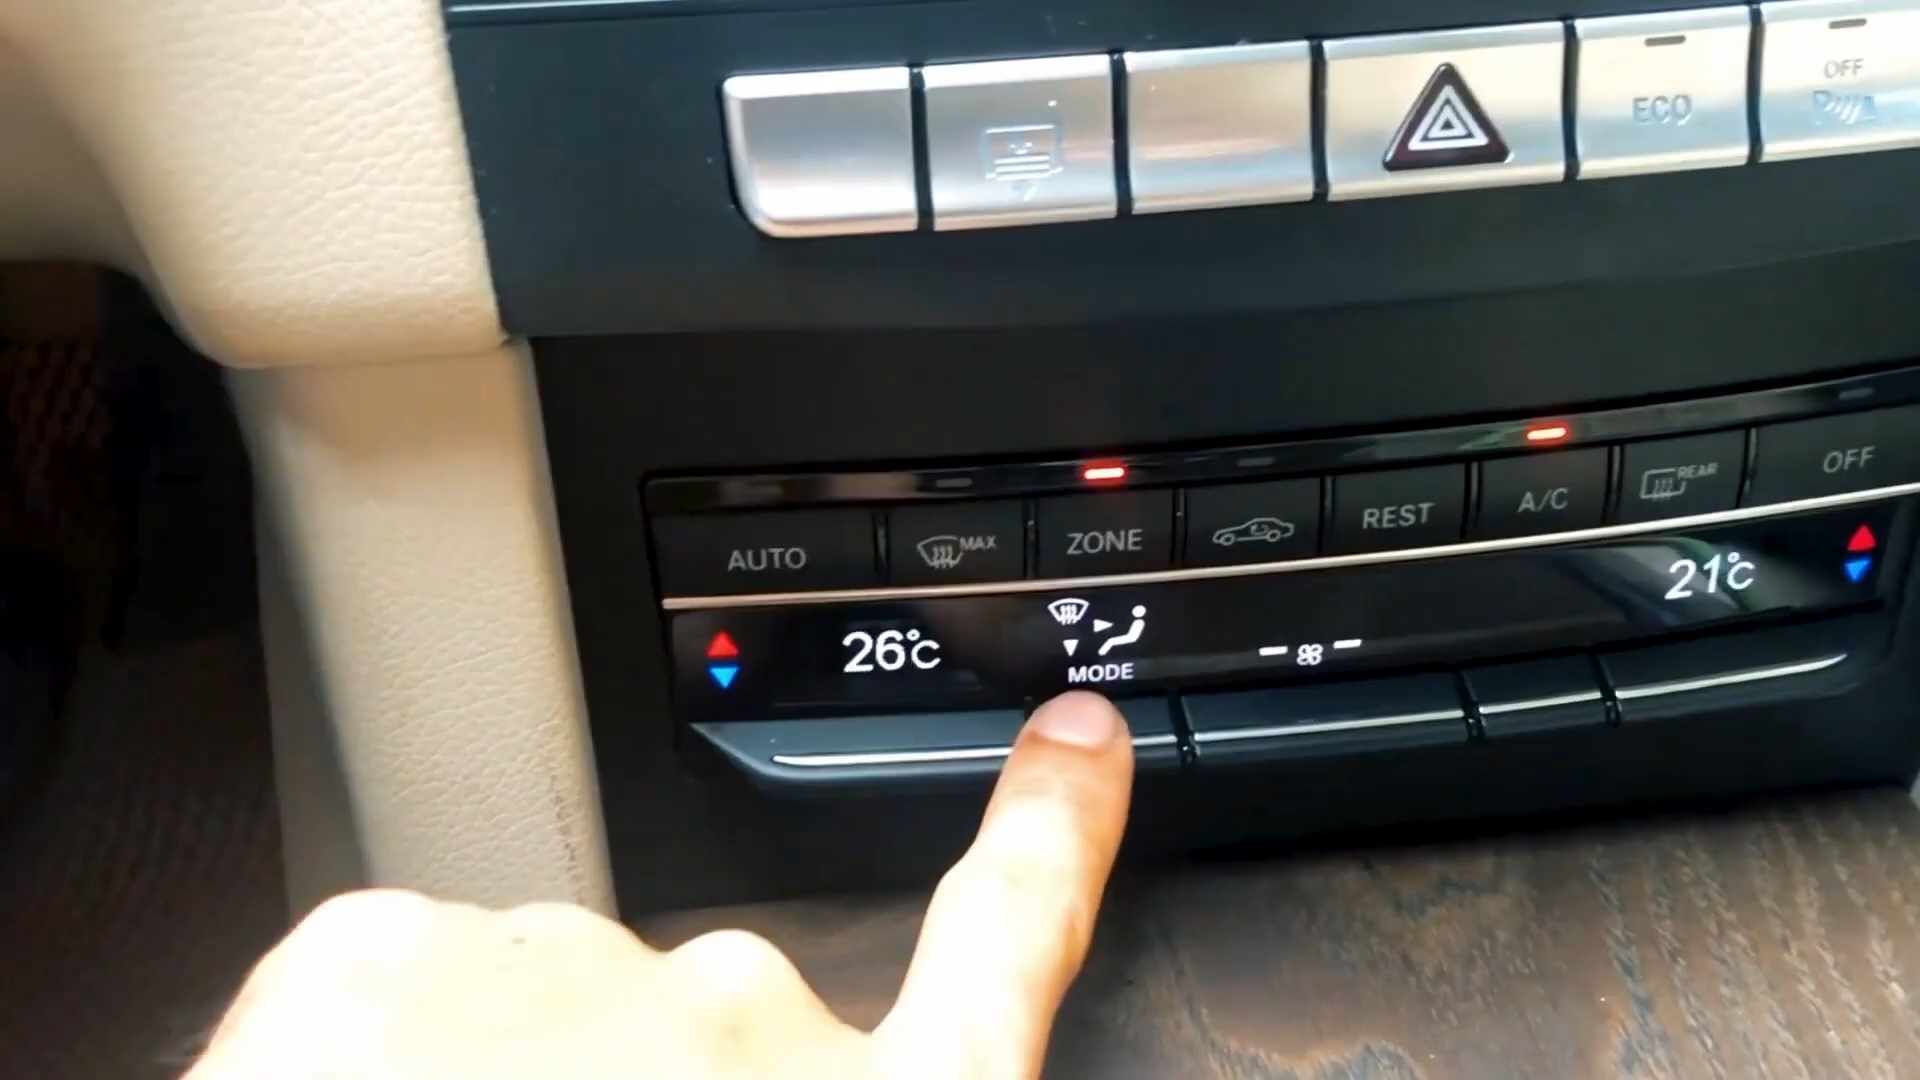 OFF
ECO
AUTO
MAX
ZONE
REST
A/C
REAR
OFF
26°C
MODE
21°C